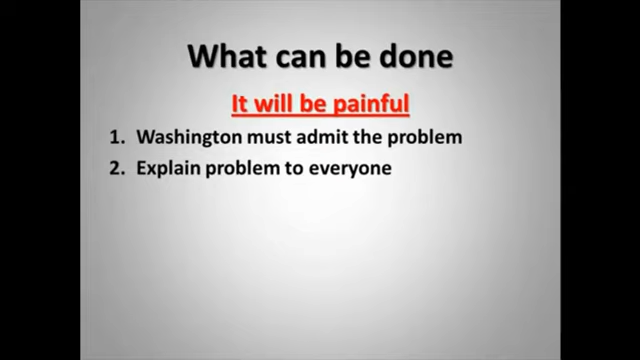 What can be done
It will be painful
1. Washington must admit the problem
2. Explain problem to everyone